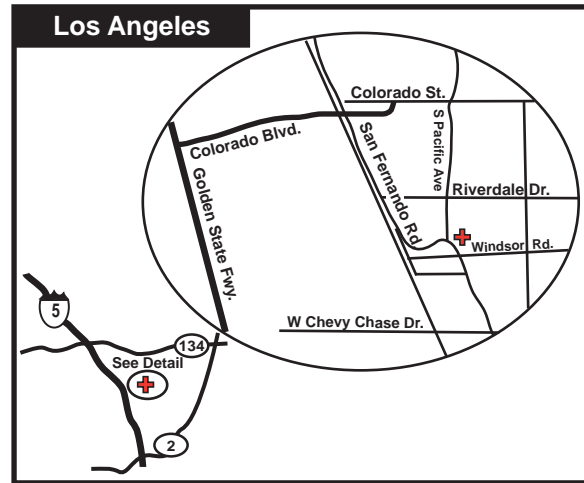 Los Angeles
Colorado St.
S Pacific Ave
San Fernando Rd
Colorado Blvd.
Golden State Fwy.
Riverdale Dr.
Windsor Rd.
W Chevy Chase Dr.
5
134
See Detail
2